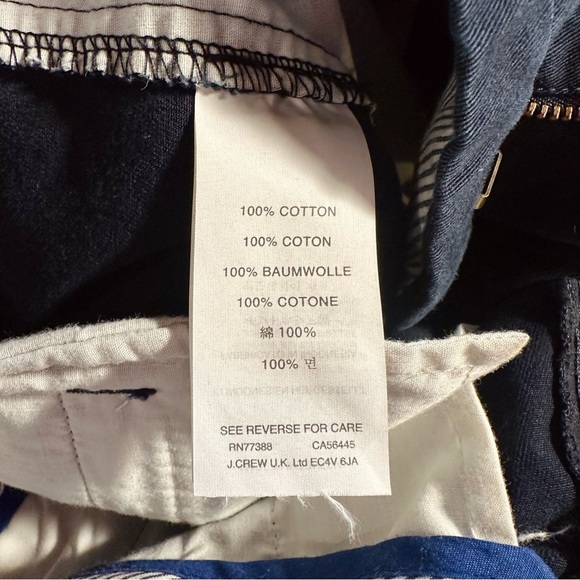 100% COTTON
100% COTON
100% BAUMWOLLE
100% COTONE
綿 100%
100% 면
SEE REVERSE FOR CARE
RN77388 CA56445
J.CREW U.K. Ltd EC4V 6JA